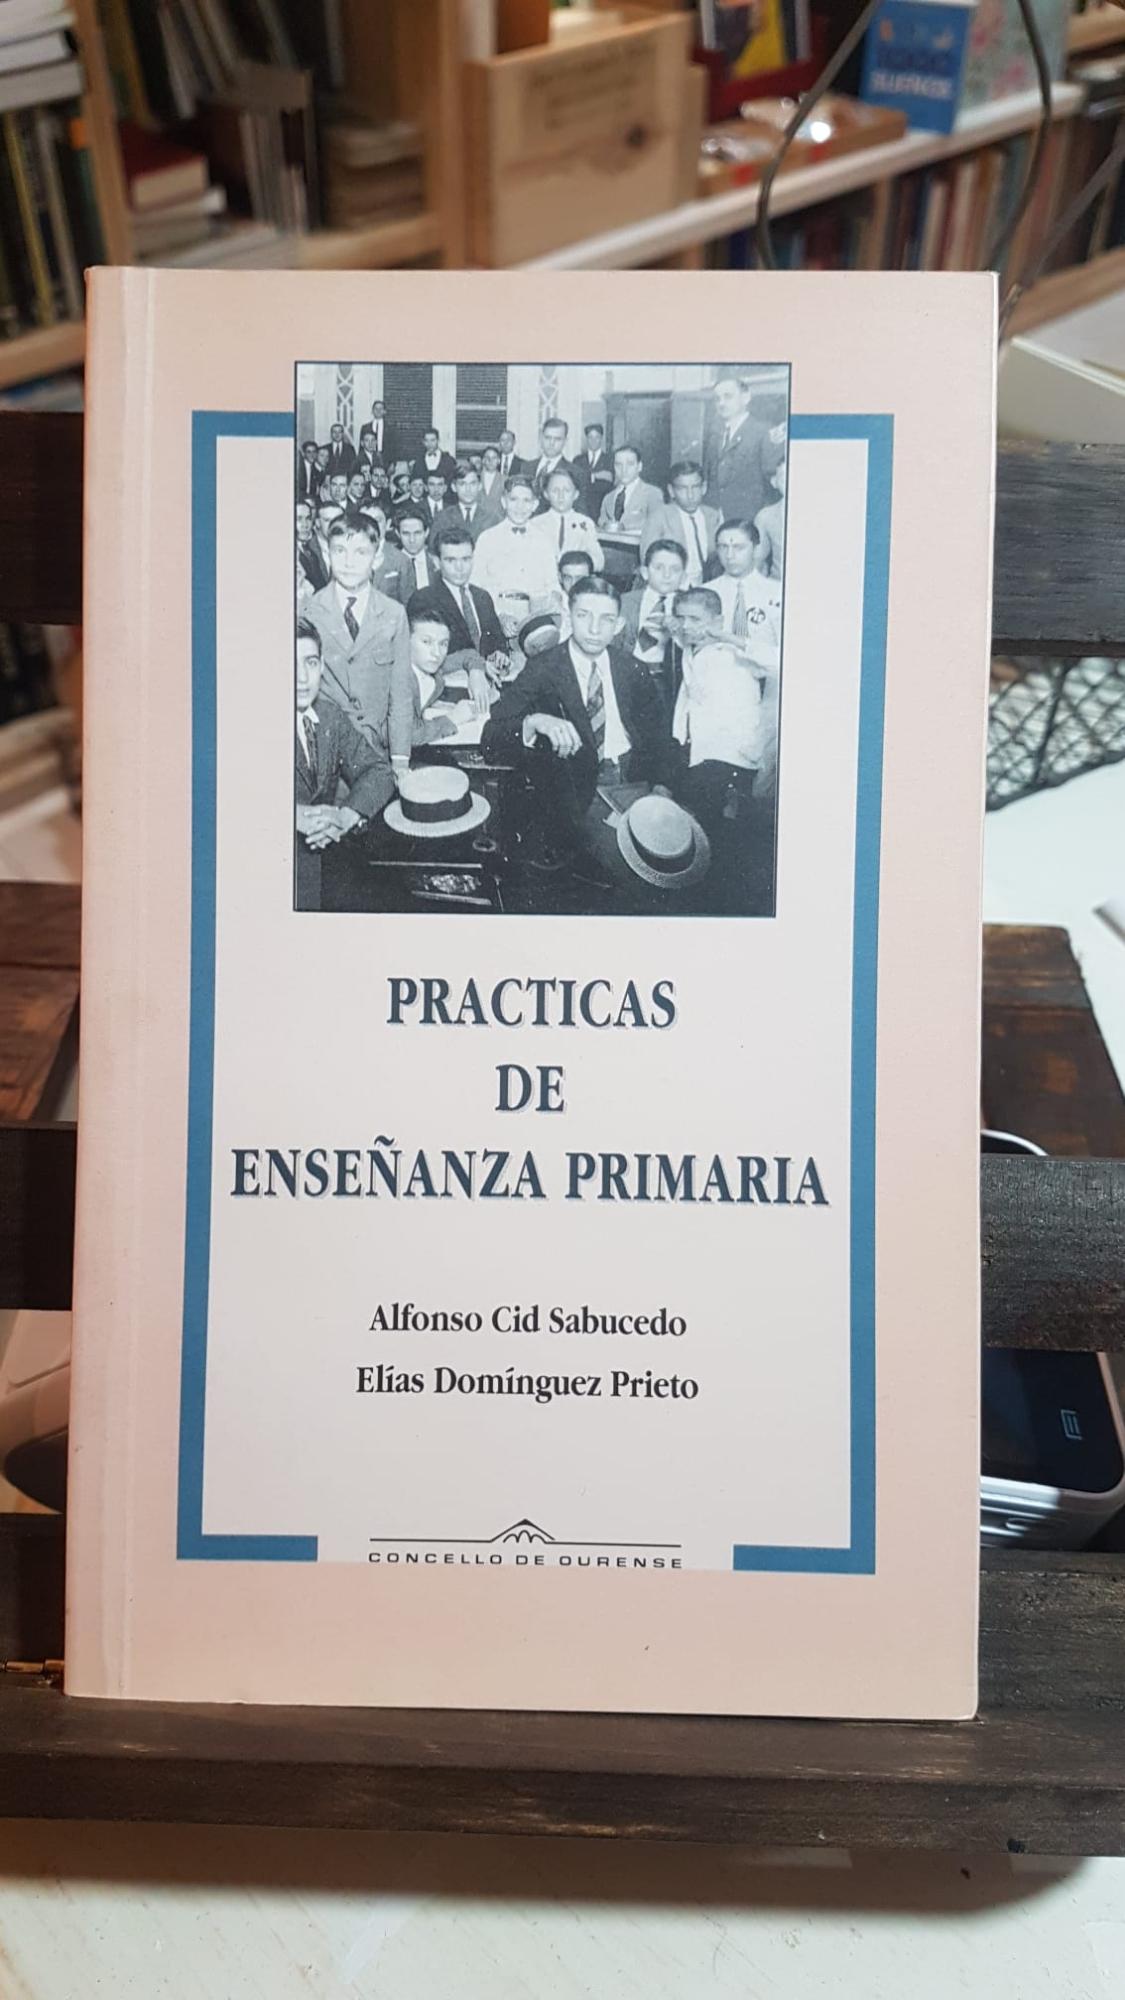 PRACTICAS
DE
ENSEÑANZA PRIMARIA
Alfonso Cid Sabucedo
Elías Domínguez Prieto
CONCELLO DE OURENSE